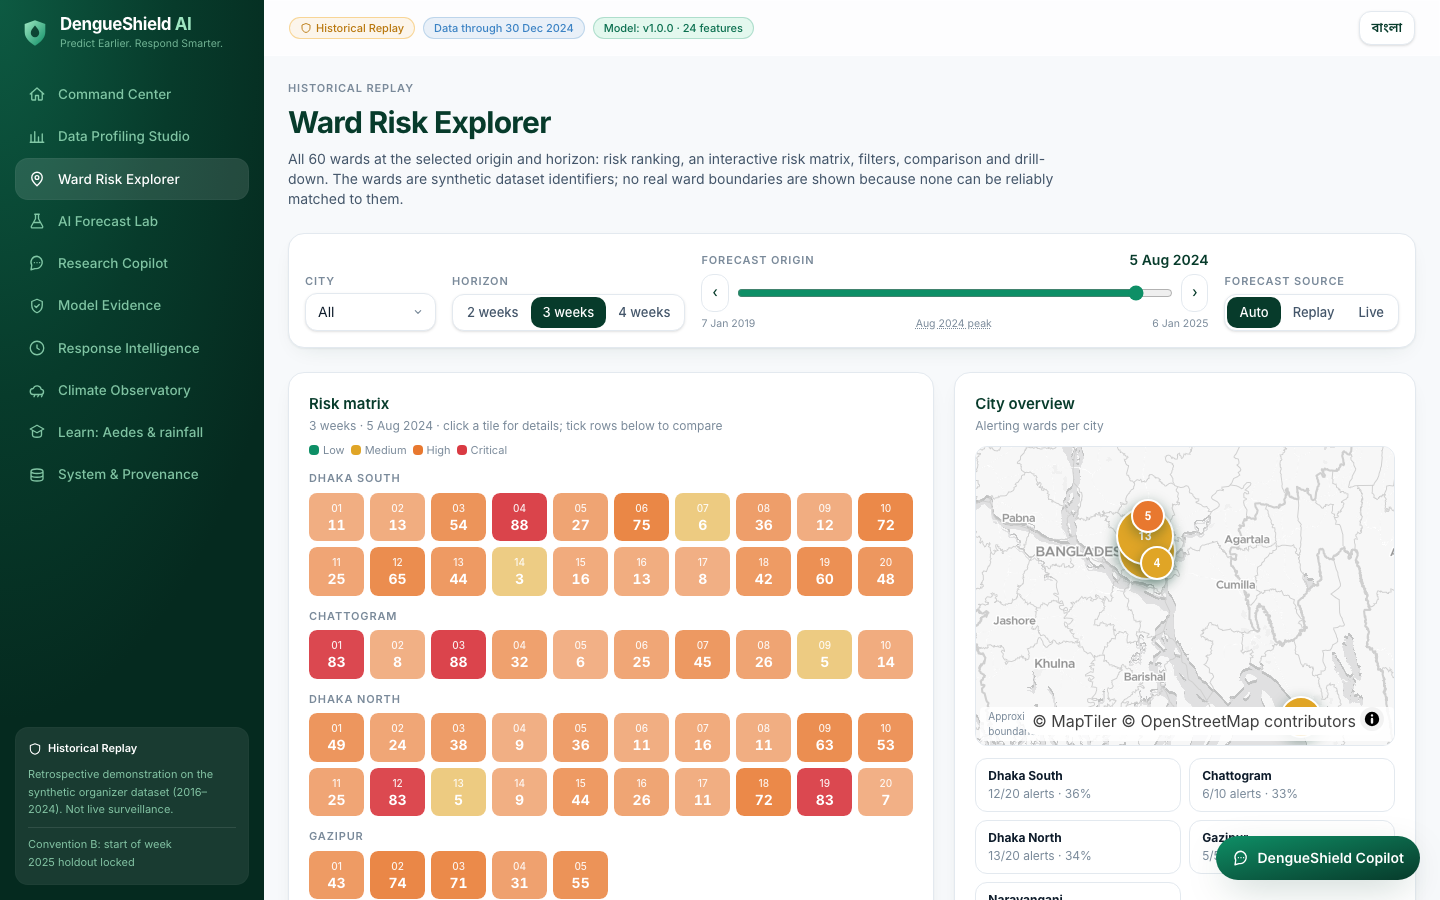 DengueShield AI
Predict Earlier. Respond Smarter.
Command Center
Data Profiling Studio
Ward Risk Explorer
AI Forecast Lab
Research Copilot
Model Evidence
Response Intelligence
Climate Observatory
Learn: Aedes & rainfall
System & Provenance
Historical Replay
Retrospective demonstration on the
synthetic organizer dataset (2016–
2024). Not live surveillance.
Convention B: start of week
2025 holdout locked
Historical Replay
Data through 30 Dec 2024
Model: v1.0.0 · 24 features
বাংলা
HISTORICAL REPLAY
Ward Risk Explorer
All 60 wards at the selected origin and horizon: risk ranking, an interactive risk matrix, filters, comparison and drill-
down. The wards are synthetic dataset identifiers; no real ward boundaries are shown because none can be reliably
matched to them.
CITY
All
HORIZON
2 weeks 3 weeks 4 weeks
FORECAST ORIGIN 5 Aug 2024
‹ ›
7 Jan 2019 Aug 2024 peak 6 Jan 2025
FORECAST SOURCE
Auto Replay Live
Risk matrix
3 weeks · 5 Aug 2024 · click a tile for details; tick rows below to compare
Low Medium High Critical
DHAKA SOUTH
01 02 03 04 05 06 07 08 09 10
11 13 54 88 27 75 6 36 12 72
11 12 13 14 15 16 17 18 19 20
25 65 44 3 16 13 8 42 60 48
CHATTOGRAM
01 02 03 04 05 06 07 08 09 10
83 8 88 32 6 25 45 26 5 14
DHAKA NORTH
01 02 03 04 05 06 07 08 09 10
49 24 38 9 36 11 16 11 63 53
11 12 13 14 15 16 17 18 19 20
25 83 5 9 44 26 11 72 83 7
GAZIPUR
01 02 03 04 05
43 74 71 31 55
City overview
Alerting wards per city
Pabna
5
13
BANGLADES
4
Agartala
Cumilla
Jashore
Khulna
Barishal
Approxi
boundar
© MapTiler © OpenStreetMap contributors
Dhaka South
12/20 alerts · 36%
Chattogram
6/10 alerts · 33%
Dhaka North
13/20 alerts · 34%
Gazipur
5/5
Narayanganj
DengueShield Copilot